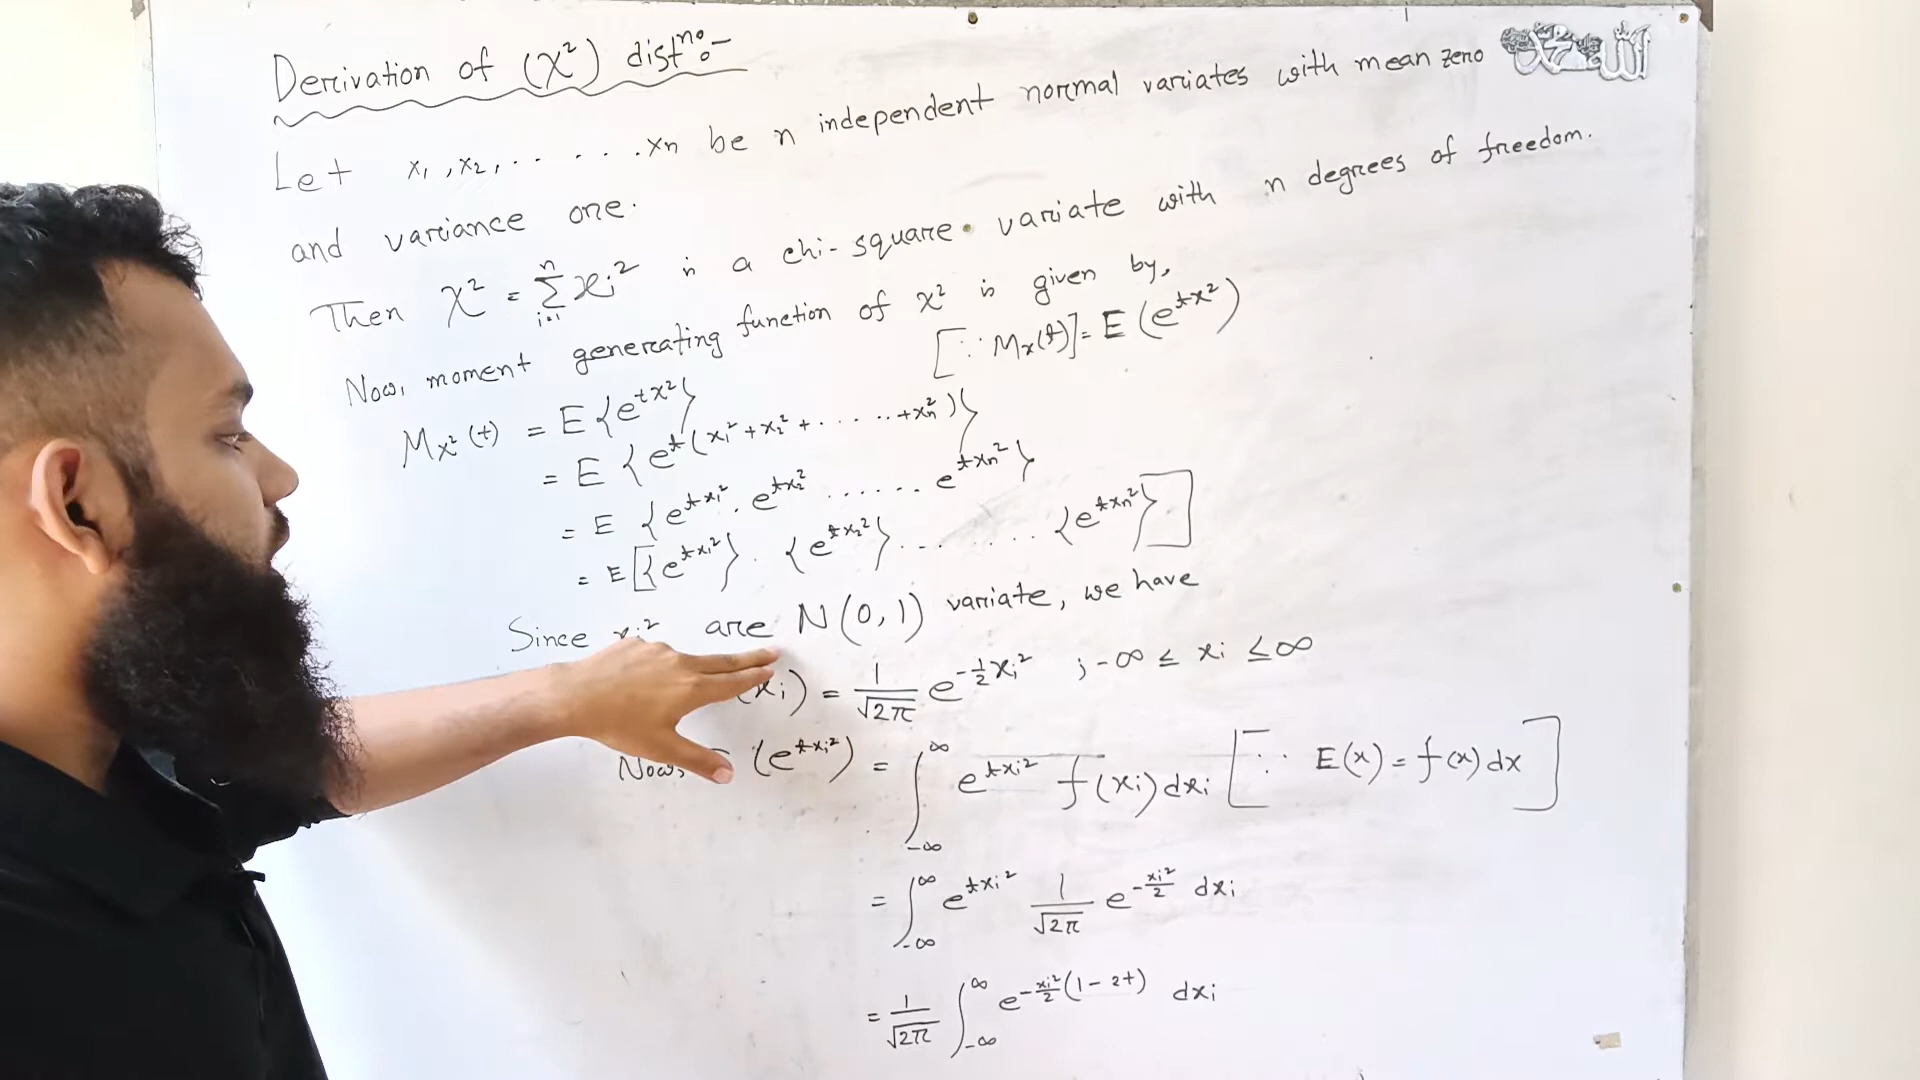 Derivation of (χ²) distⁿ:-
Let x₁, x₂, . . . . . . xn be n independent normal variates with mean zero
and variance one.
Then χ² = Σᵢ₌₁ⁿ xᵢ² is a chi-square variate with n degrees of freedom.
Now, moment generating function of χ² is given by,
[∵ Mx(t)] = E (e^{tx²})
Mχ²(t) = E {e^{tχ²}}
= E {e^{t(x₁² + x₂² + . . . . . . + xn²)}}
= E {e^{tx₁²} . e^{tx₂²} . . . . . . e^{txn²}}
= E [{e^{tx₁²}} . {e^{tx₂²}} . . . . . . {e^{txn²}}]
Since xᵢ² are N(0,1) variate, we have
(xᵢ) = 1/√2π e^{-½xᵢ²} ; -∞ ≤ xᵢ ≤ ∞
Now, (e^{txᵢ²}) = ∫_{-∞}^{∞} e^{txᵢ²} f(xᵢ) dxᵢ [∵ E(x) = f(x) dx]
= ∫_{-∞}^{∞} e^{txᵢ²} 1/√2π e^{-xᵢ²/2} dxᵢ
= 1/√2π ∫_{-∞}^{∞} e^{-xᵢ²/2 (1-2t)} dxᵢ